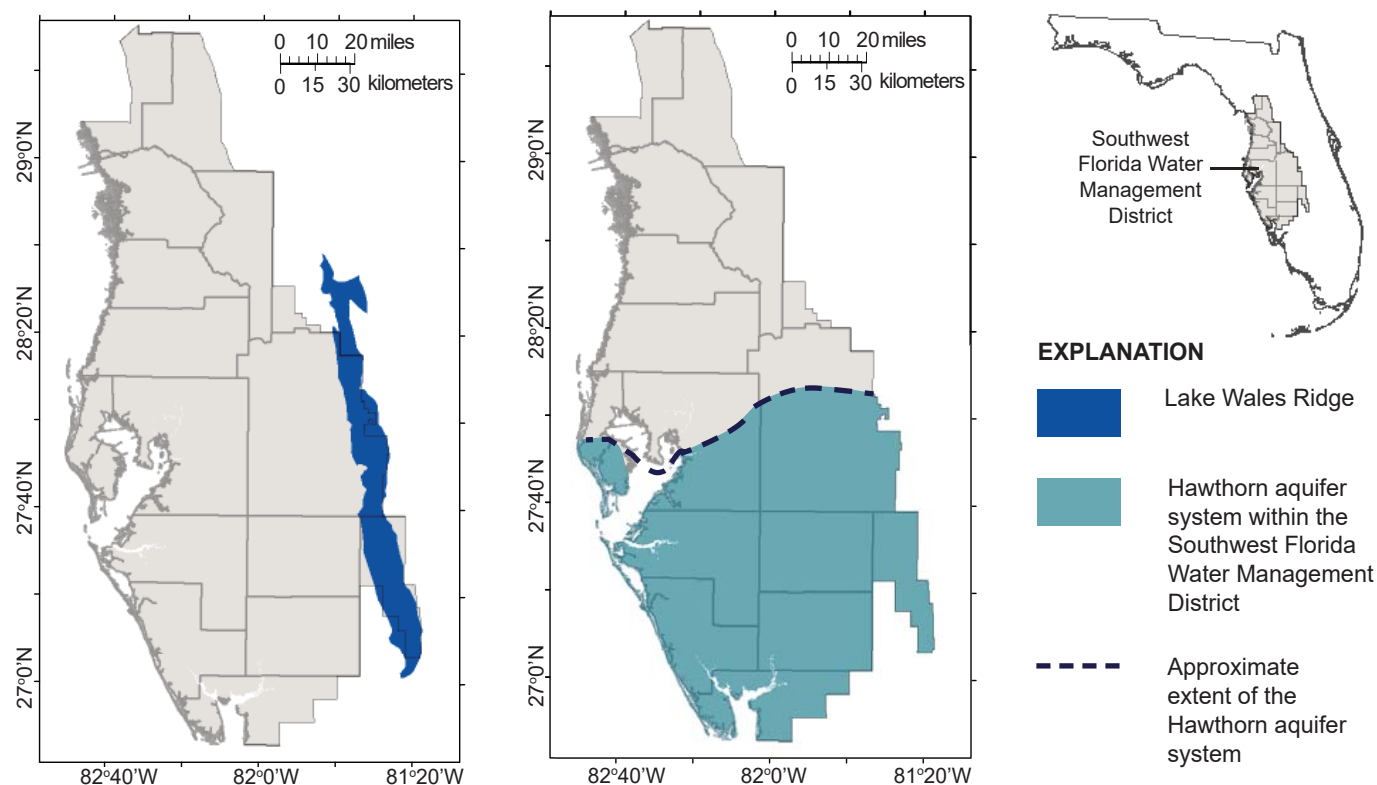 0 10 20 miles
0 15 30 kilometers
29°0'N
28°20'N
27°40'N
27°0'N
82°40'W 82°0'W 81°20'W
0 10 20 miles
0 15 30 kilometers
29°0'N
28°20'N
27°40'N
27°0'N
82°40'W 82°0'W 81°20'W
Southwest
Florida Water
Management
District
EXPLANATION
Lake Wales Ridge
Hawthorn aquifer
system within the
Southwest Florida
Water Management
District
Approximate
extent of the
Hawthorn aquifer
system